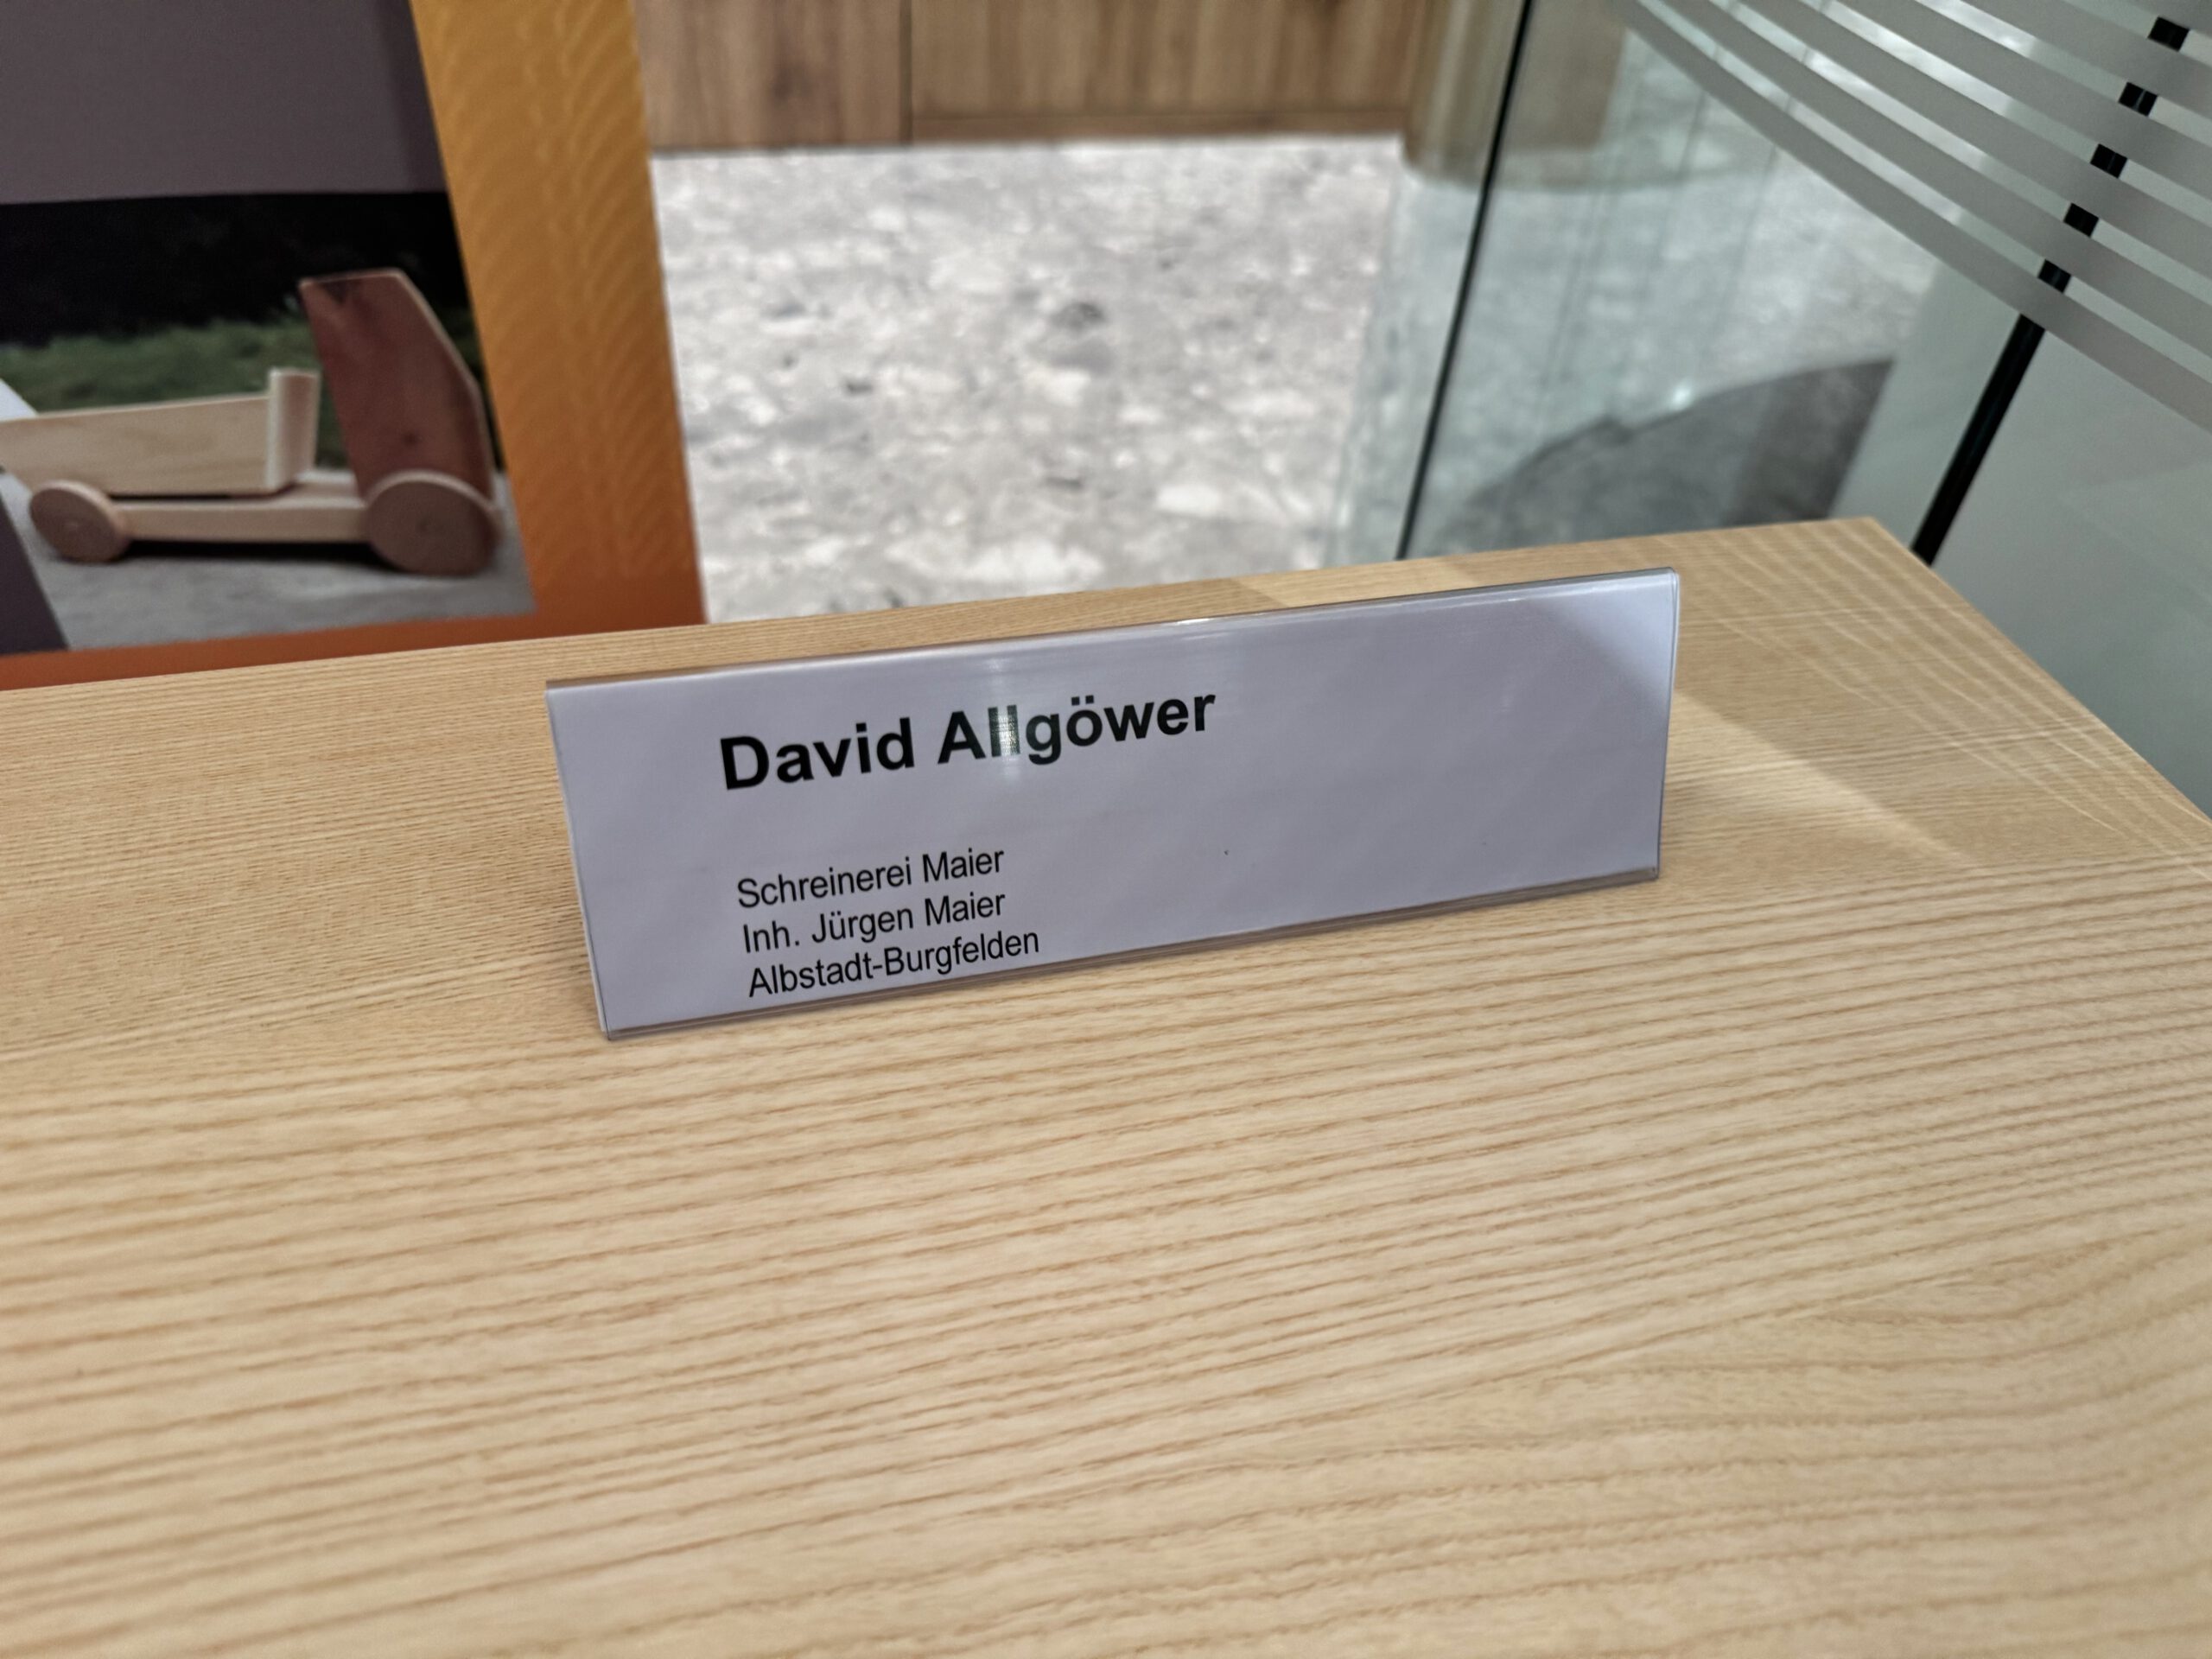 David Allgöwer
Schreinerei Maier
Inh. Jürgen Maier
Albstadt-Burgfelden